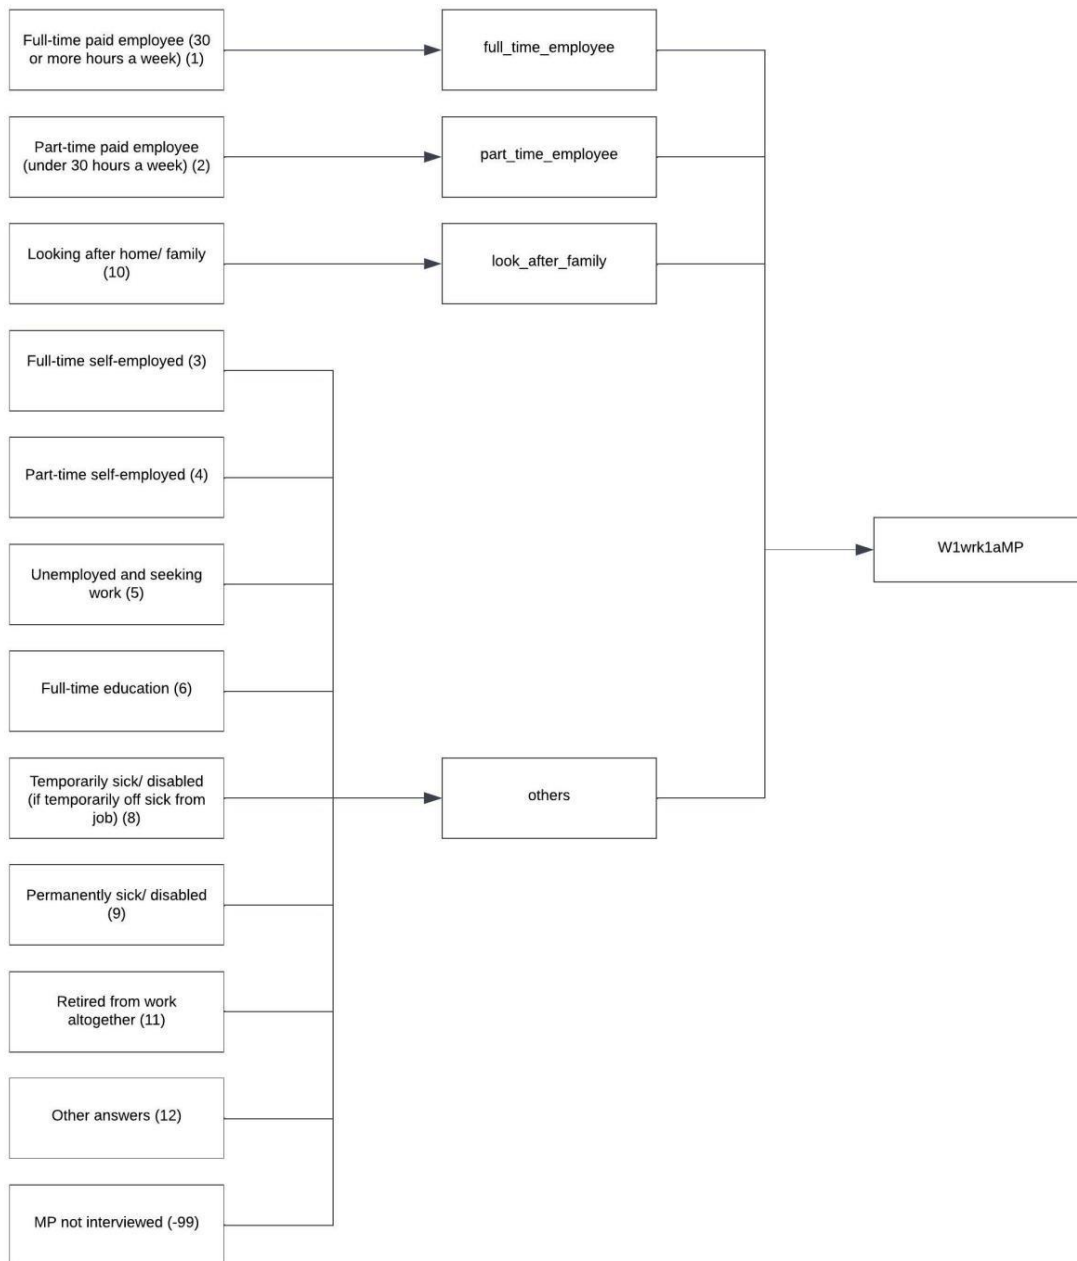 Full-time paid employee (30
or more hours a week) (1)
full_time_employee
Part-time paid employee
(under 30 hours a week) (2)
part_time_employee
Looking after home/ family
(10)
look_after_family
Full-time self-employed (3)
Part-time self-employed (4)
W1wrk1aMP
Unemployed and seeking
work (5)
Full-time education (6)
Temporarily sick/ disabled
(if temporarily off sick from
job) (8)
others
Permanently sick/ disabled
(9)
Retired from work
altogether (11)
Other answers (12)
MP not interviewed (-99)